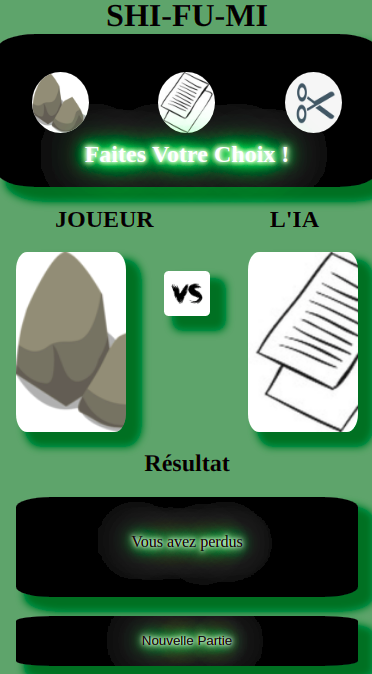 SHI-FU-MI
Faites Votre Choix !
JOUEUR
L'IA
VS
Résultat
Vous avez perdus
Nouvelle Partie